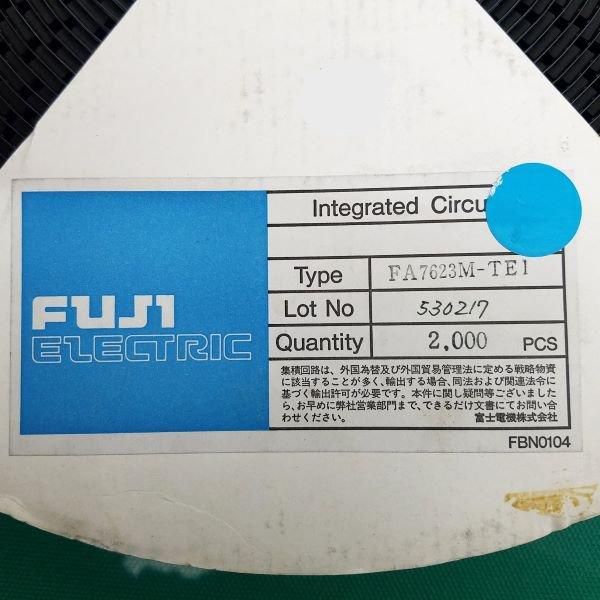 FUJI
ELECTRIC
Integrated
Type FA7623M-TE1
Lot No 530217
Quantity 2,000 PCS
集積回路は、外国為替及び外国貿易管理法に定める戦略物資
に該当することが多く、輸出する場合、同法および関連法令に
基づく輸出許可が必要です。本件に関し疑問等ございました
ら、お早めに弊社営業部門まで、できるだけ文書にてお問い合
わせください。 富士電機株式会社
FBN0104